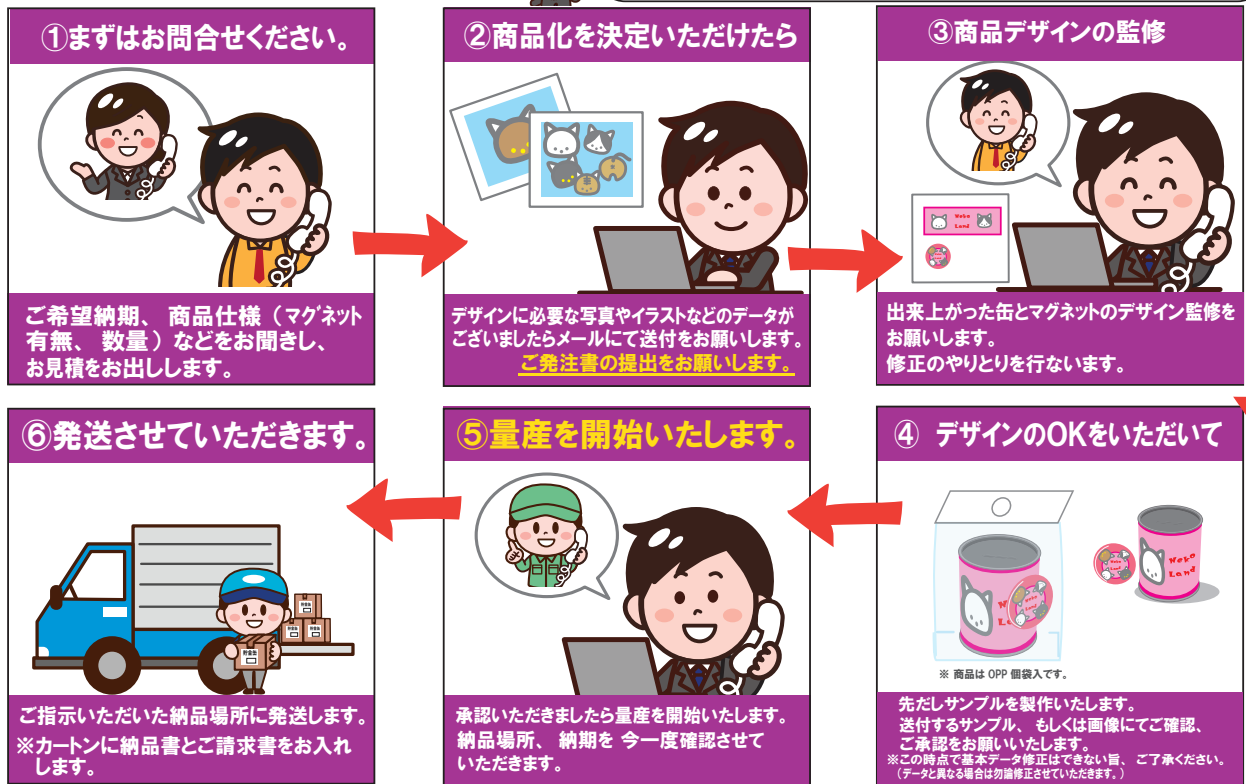 ①まずはお問合せください。
ご希望納期、 商品仕様（マグネット
有無、 数量）などをお聞きし、
お見積をお出しします。
②商品化を決定いただけたら
デザインに必要な写真やイラストなどのデータが
ございましたらメールにて送付をお願いします。
ご発注書の提出をお願いします。
③商品デザインの監修
Neko
Land
出来上がった缶とマグネットのデザイン監修を
お願いします。
修正のやりとりを行ないます。
④ デザインのOKをいただいて
Neko
Land
※ 商品は OPP 個袋入です。
先だしサンプルを製作いたします。
送付するサンプル、 もしくは画像にてご確認、
ご承認をお願いいたします。
※この時点で基本データ修正はできない旨、 ご了承ください。
（データと異なる場合は勿論修正させていただきます。）
⑤量産を開始いたします。
承認いただきましたら量産を開始いたします。
納品場所、 納期を 今一度確認させて
いただきます。
⑥発送させていただきます。
貯金缶
貯金缶
貯金缶
貯金缶
ご指示いただいた納品場所に発送します。
※カートンに納品書とご請求書をお入れ
します。